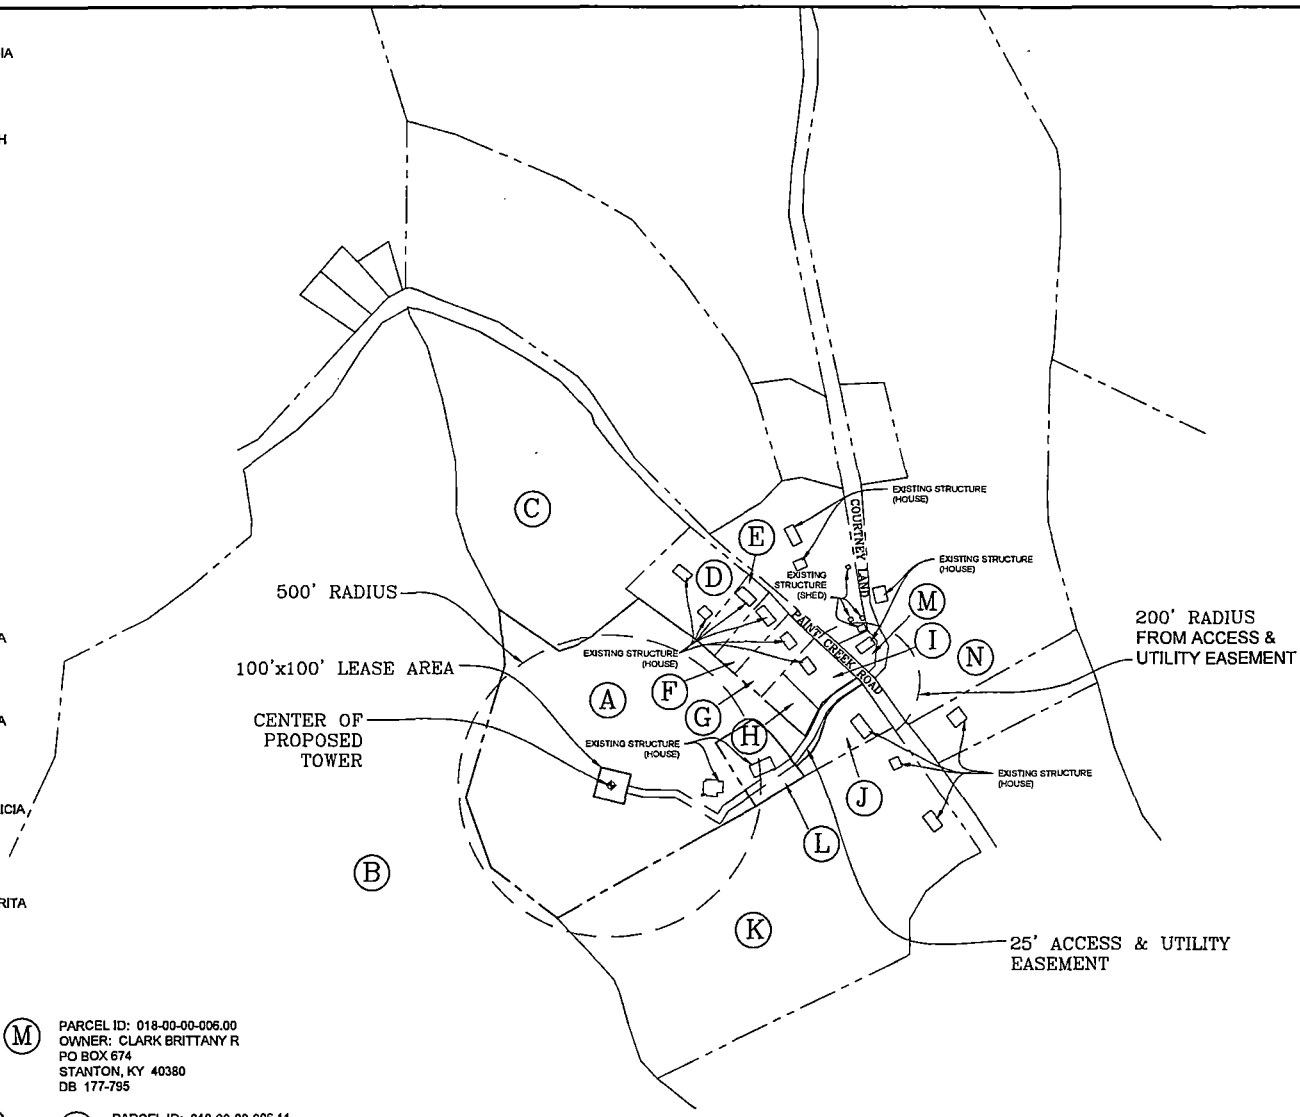 IA
H
A
A
ICIA
RITA
EXISTING STRUCTURE
(HOUSE)
COURTNEY LAND
C
E
EXISTING STRUCTURE
(HOUSE)
D
EXISTING
STRUCTURE
(SHED)
M
500' RADIUS
PAINT CREEK ROAD
200' RADIUS
FROM ACCESS &
UTILITY EASEMENT
I
N
EXISTING STRUCTURE
(HOUSE)
100'x100' LEASE AREA
A
F
G
CENTER OF
PROPOSED
TOWER
EXISTING STRUCTURE
(HOUSE)
H
EXISTING STRUCTURE
(HOUSE)
J
L
B
K
25' ACCESS & UTILITY
EASEMENT
M
PARCEL ID: 018-00-00-006.00
OWNER: CLARK BRITTANY R
PO BOX 674
STANTON, KY 40380
DB 177-795